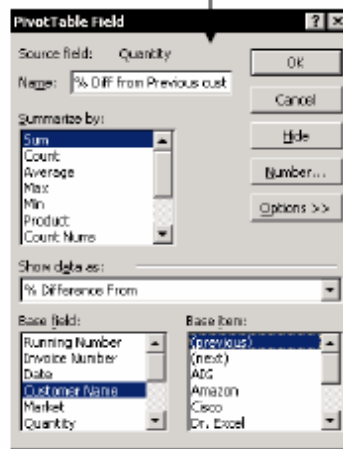 PivotTable Field
Source field: Quantity
Name: % Diff from Previous cust
OK
Cancel
Hide
Number...
Options >>
Summarize by:
Sum
Count
Average
Max
Min
Product
Count Nums
Show data as:
% Difference From
Base field:
Running Number
Invoice Number
Date
Customer Name
Market
Quantity
Base item:
(previous)
(next)
AIG
Amazon
Cisco
Dr. Excel